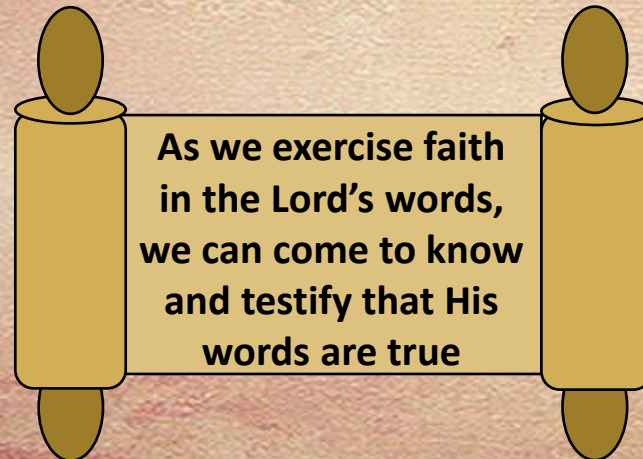 As we exercise faith
in the Lord’s words,
we can come to know
and testify that His
words are true